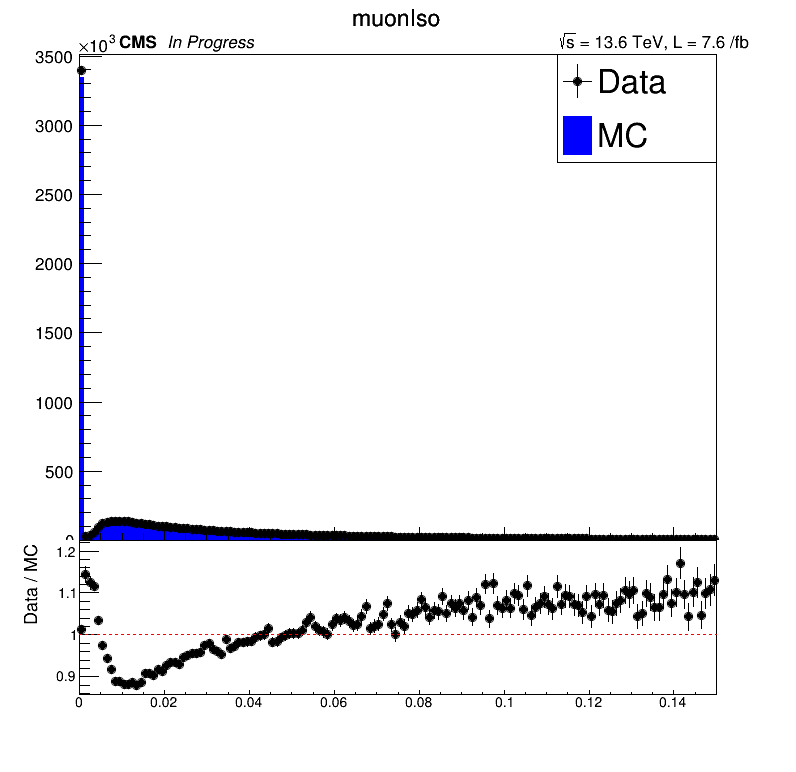 muonIso
×10³ CMS In Progress √s = 13.6 TeV, L = 7.6 /fb
3500
3000
2500
2000
1500
1000
500
0
Data
MC
Data / MC
1.2
1.1
1
0.9
0 0.02 0.04 0.06 0.08 0.1 0.12 0.14